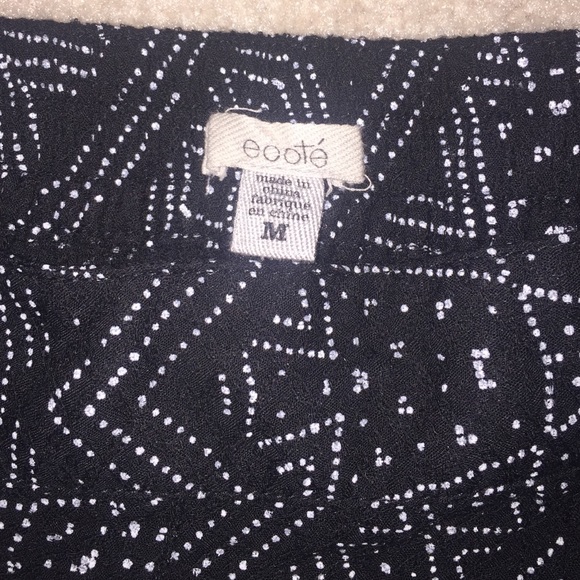 ecoté
made in
china
fabriqué
en chine
M